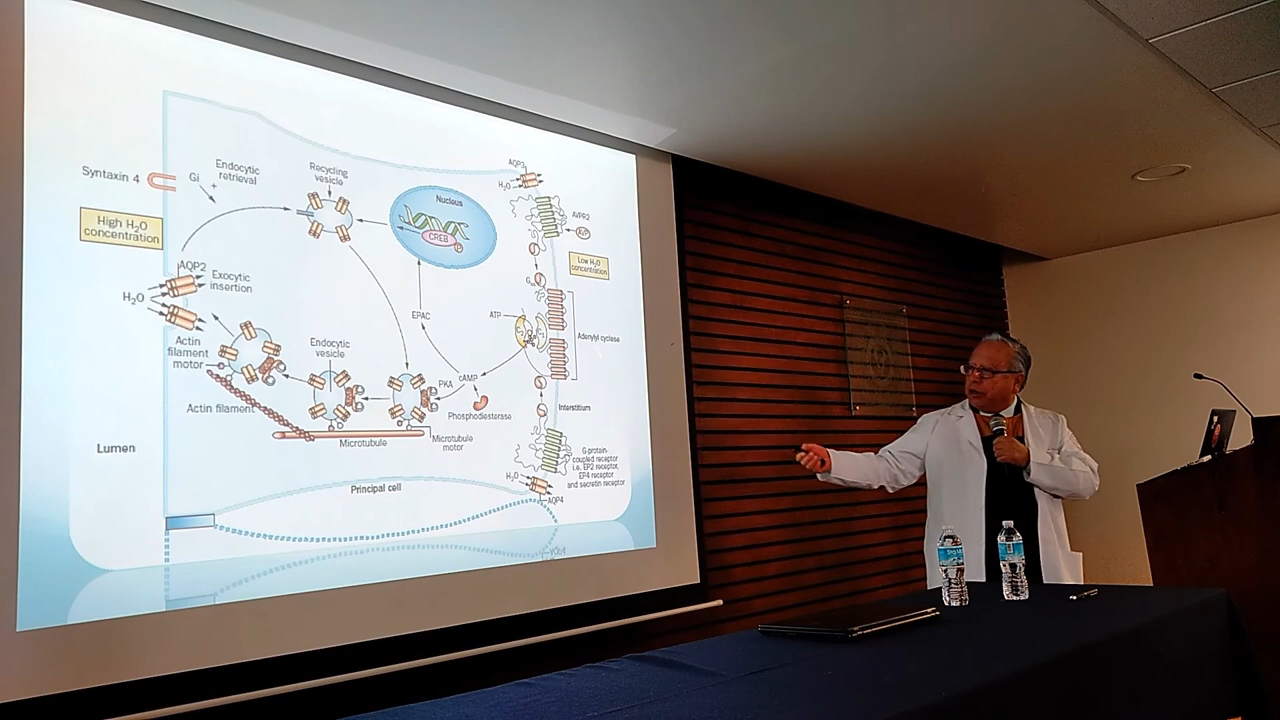 Syntaxin 4
Gi
+
Endocytic
retrieval
Recycling
vesicle
Nucleus
CREB
P
AQP3
H₂O
AVPR2
AVP
High H₂O
concentration
Low H₂O
concentration
AQP2
Exocytic
insertion
H₂O
EPAC
ATP
Adenylyl cyclase
Actin
filament
motor
Endocytic
vesicle
PKA
cAMP
Phosphodiesterase
Actin filament
Microtubule
Microtubule
motor
Interstitium
Lumen
G-protein-
coupled receptor
i.e. EP2 receptor,
EP4 receptor
and secretin receptor
H₂O
AQP4
Principal cell